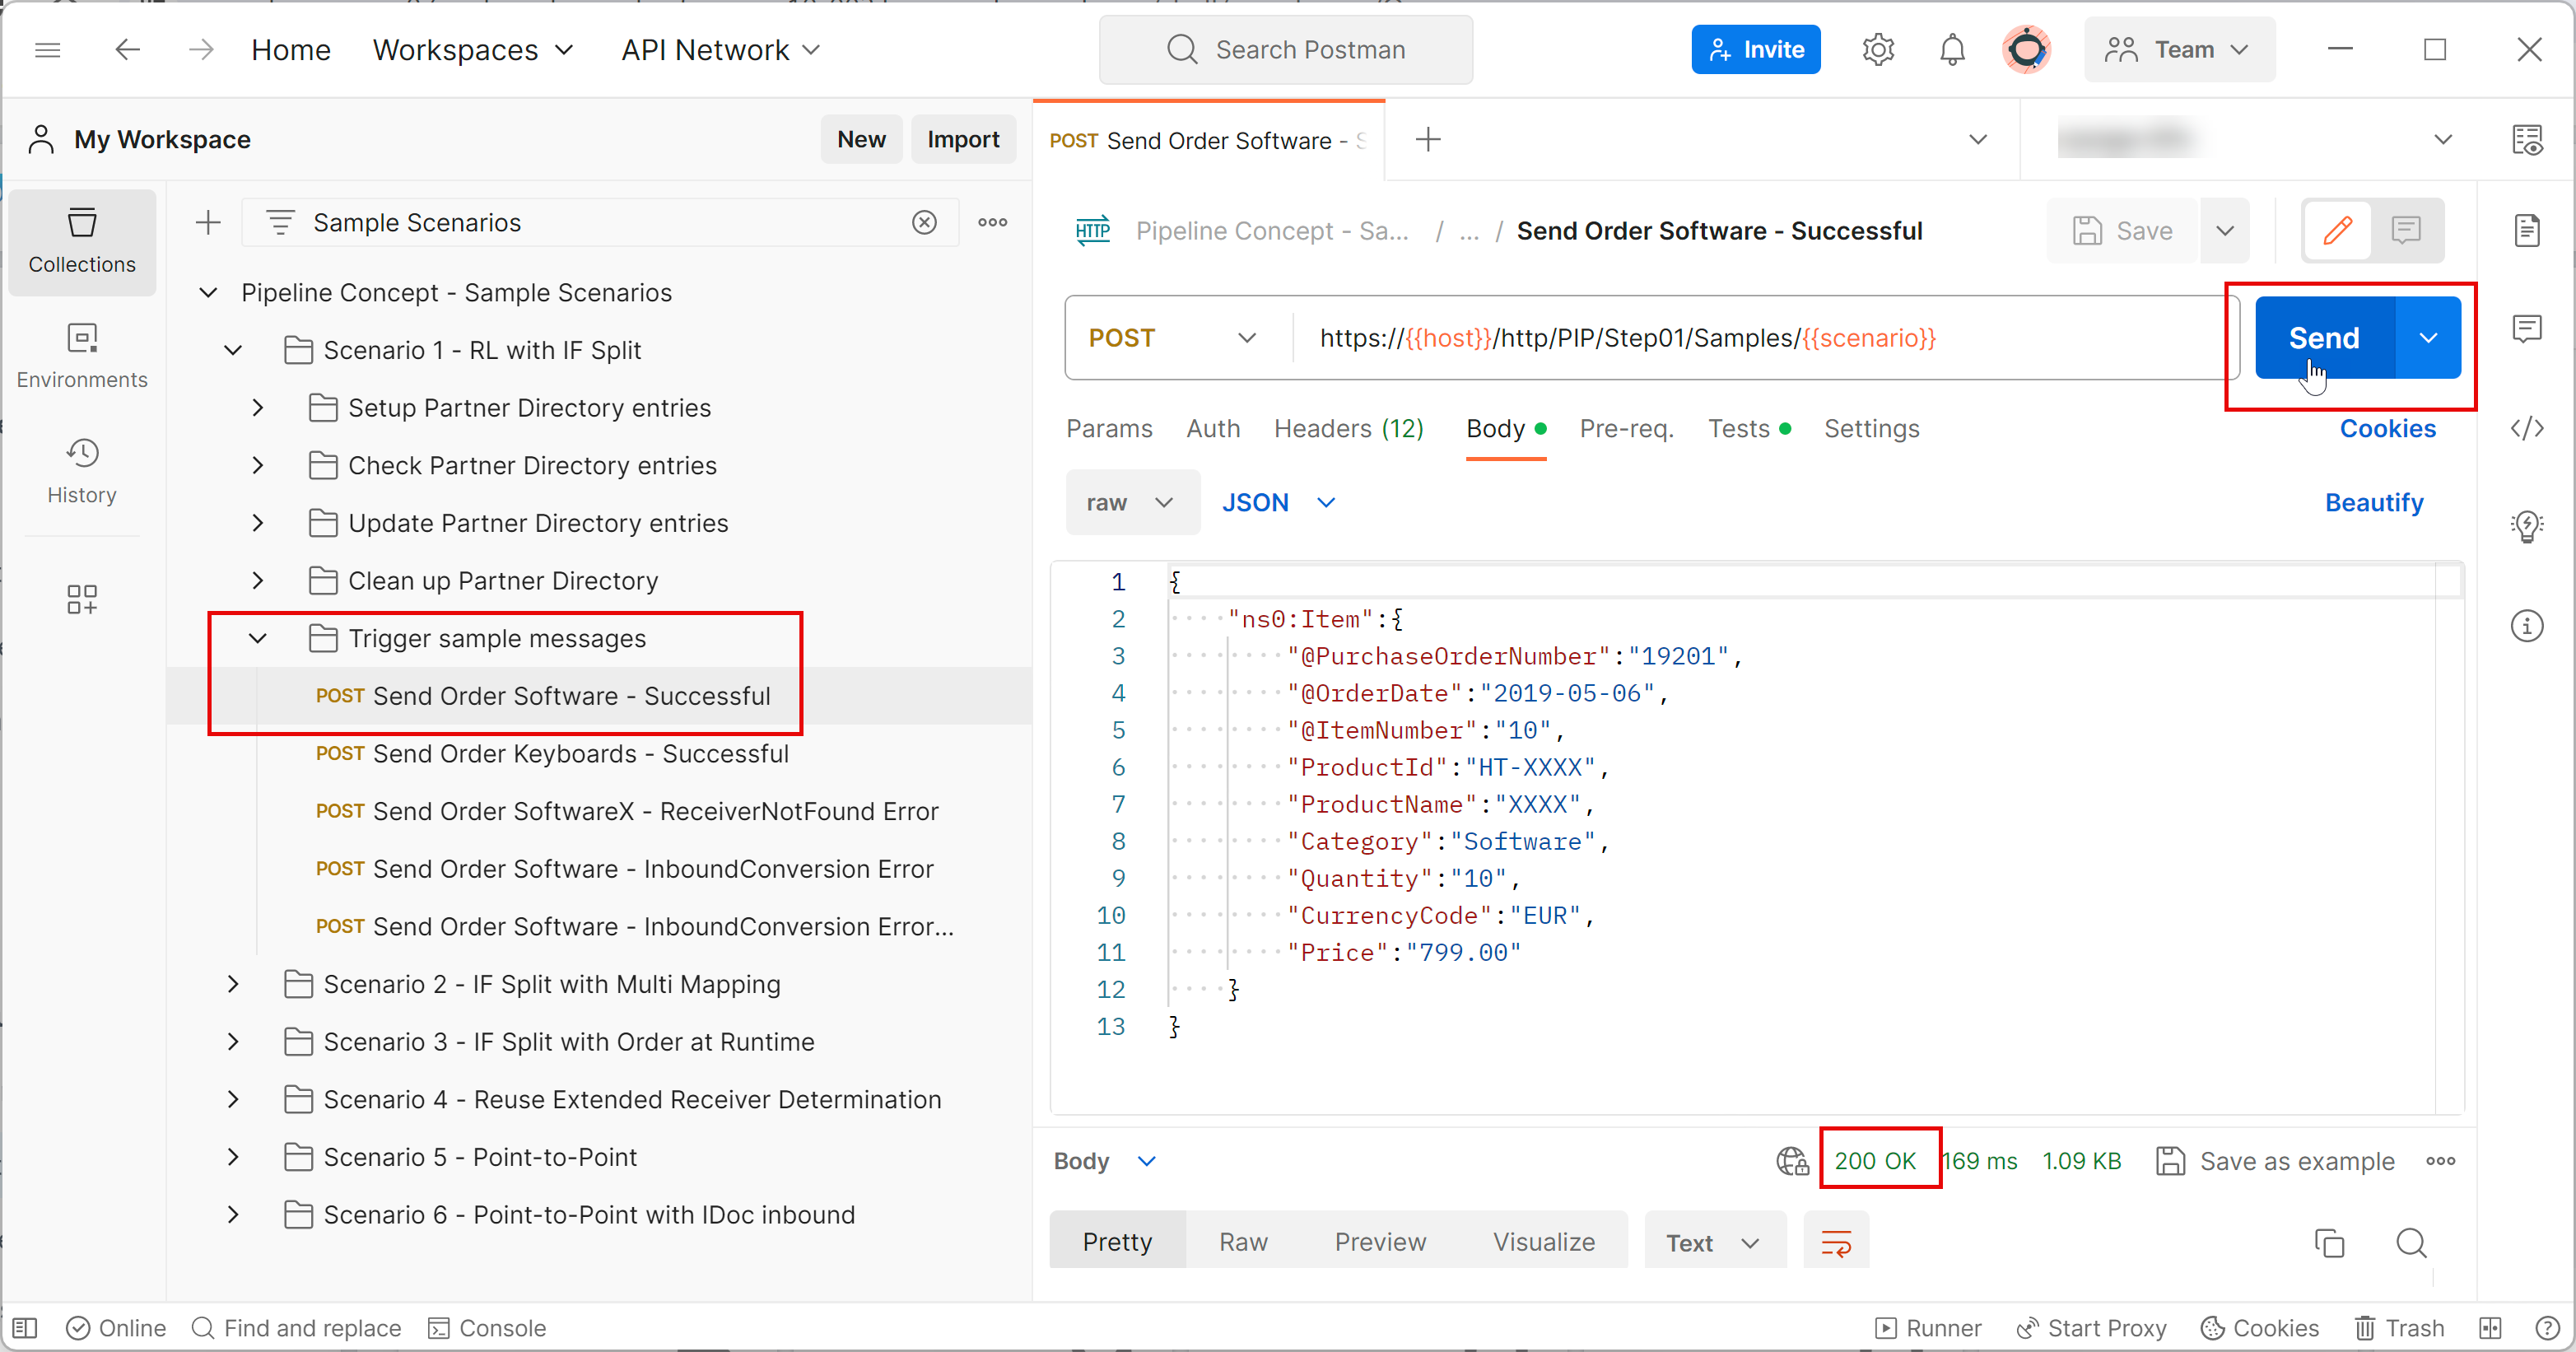 Home Workspaces API Network Search Postman Invite Team
My Workspace New Import
POST Send Order Software -
Sample Scenarios
Collections
Environments
History
Pipeline Concept - Sample Scenarios
Scenario 1 - RL with IF Split
Setup Partner Directory entries
Check Partner Directory entries
Update Partner Directory entries
Clean up Partner Directory
Trigger sample messages
POST Send Order Software - Successful
POST Send Order Keyboards - Successful
POST Send Order SoftwareX - ReceiverNotFound Error
POST Send Order Software - InboundConversion Error
POST Send Order Software - InboundConversion Error...
Scenario 2 - IF Split with Multi Mapping
Scenario 3 - IF Split with Order at Runtime
Scenario 4 - Reuse Extended Receiver Determination
Scenario 5 - Point-to-Point
Scenario 6 - Point-to-Point with IDoc inbound
HTTP Pipeline Concept - Sa... / ... / Send Order Software - Successful Save
POST https://{{host}}/http/PIP/Step01/Samples/{{scenario}} Send
Params Auth Headers (12) Body Pre-req. Tests Settings Cookies
raw JSON Beautify
1 {
2 "ns0:Item":{
3 "@PurchaseOrderNumber":"19201",
4 "@OrderDate":"2019-05-06",
5 "@ItemNumber":"10",
6 "ProductId":"HT-XXXX",
7 "ProductName":"XXXX",
8 "Category":"Software",
9 "Quantity":"10",
10 "CurrencyCode":"EUR",
11 "Price":"799.00"
12 }
13 }
Body 200 OK 169 ms 1.09 KB Save as example
Pretty Raw Preview Visualize Text
Online Find and replace Console Runner Start Proxy Cookies Trash